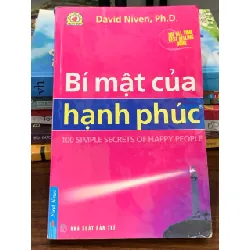 David Niven, Ph.D.
Bí mật của
hạnh phúc
100 SIMPLE SECRETS OF HAPPY PEOPLE
NHÀ XUẤT BẢN TRẺ